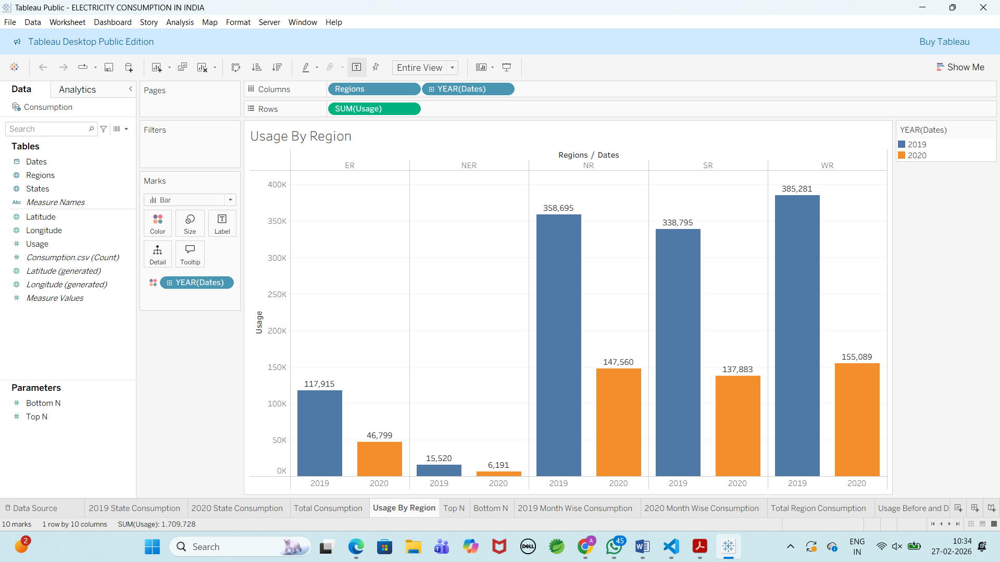 Tableau Public - ELECTRICITY CONSUMPTION IN INDIA
File Data Worksheet Dashboard Story Analysis Map Format Server Window Help
Tableau Desktop Public Edition Buy Tableau
Entire View Show Me
Data Analytics
Consumption
Search
Tables
Dates
Regions
States
Abc Measure Names
Latitude
Longitude
Usage
Consumption.csv (Count)
Latitude (generated)
Longitude (generated)
Measure Values
Parameters
Bottom N
Top N
Pages
Filters
Marks
Bar
Color Size Label
Detail Tooltip
YEAR(Dates)
Columns Regions YEAR(Dates)
Rows SUM(Usage)
Usage By Region
Regions / Dates
ER NER NR SR WR
Usage
400K
350K
300K
250K
200K
150K
100K
50K
0K
117,915
46,799
15,520
6,191
358,695
147,560
338,795
137,883
385,281
155,089
2019 2020 2019 2020 2019 2020 2019 2020 2019 2020
YEAR(Dates)
2019
2020
Data Source 2019 State Consumption 2020 State Consumption Total Consumption Usage By Region Top N Bottom N 2019 Month Wise Consumption 2020 Month Wise Consumption Total Region Consumption Usage Before and D
10 marks 1 row by 10 columns SUM(Usage): 1,709,728
2
Search
DELL
A
45
ENG
IN
10:34
27-02-2026